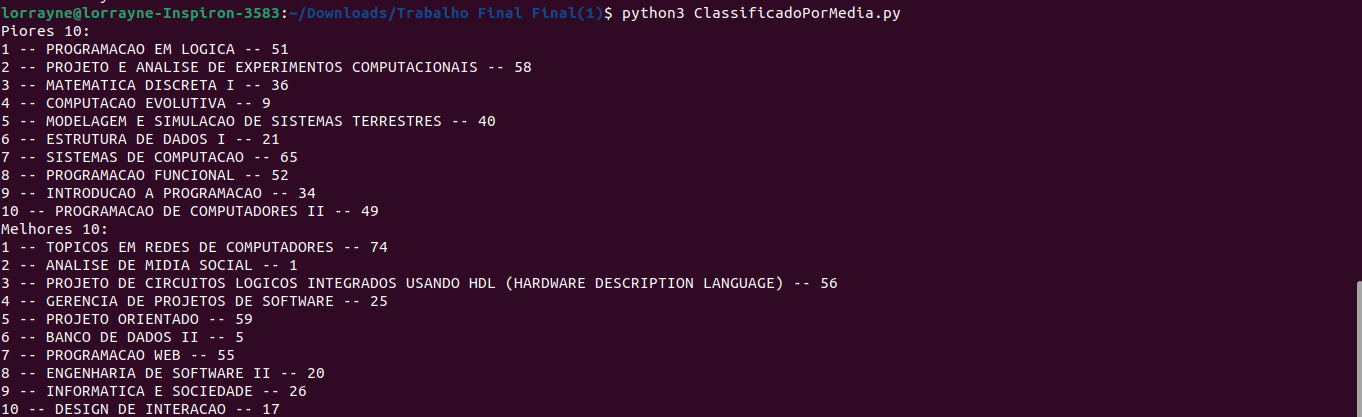 lorrayne@lorrayne-Inspiron-3583:~/Downloads/Trabalho Final Final(1)$ python3 ClassificadoPorMedia.py
Piores 10:
1 -- PROGRAMACAO EM LOGICA -- 51
2 -- PROJETO E ANALISE DE EXPERIMENTOS COMPUTACIONAIS -- 58
3 -- MATEMATICA DISCRETA I -- 36
4 -- COMPUTACAO EVOLUTIVA -- 9
5 -- MODELAGEM E SIMULACAO DE SISTEMAS TERRESTRES -- 40
6 -- ESTRUTURA DE DADOS I -- 21
7 -- SISTEMAS DE COMPUTACAO -- 65
8 -- PROGRAMACAO FUNCIONAL -- 52
9 -- INTRODUCAO A PROGRAMACAO -- 34
10 -- PROGRAMACAO DE COMPUTADORES II -- 49
Melhores 10:
1 -- TOPICOS EM REDES DE COMPUTADORES -- 74
2 -- ANALISE DE MIDIA SOCIAL -- 1
3 -- PROJETO DE CIRCUITOS LOGICOS INTEGRADOS USANDO HDL (HARDWARE DESCRIPTION LANGUAGE) -- 56
4 -- GERENCIA DE PROJETOS DE SOFTWARE -- 25
5 -- PROJETO ORIENTADO -- 59
6 -- BANCO DE DADOS II -- 5
7 -- PROGRAMACAO WEB -- 55
8 -- ENGENHARIA DE SOFTWARE II -- 20
9 -- INFORMATICA E SOCIEDADE -- 26
10 -- DESIGN DE INTERACAO -- 17